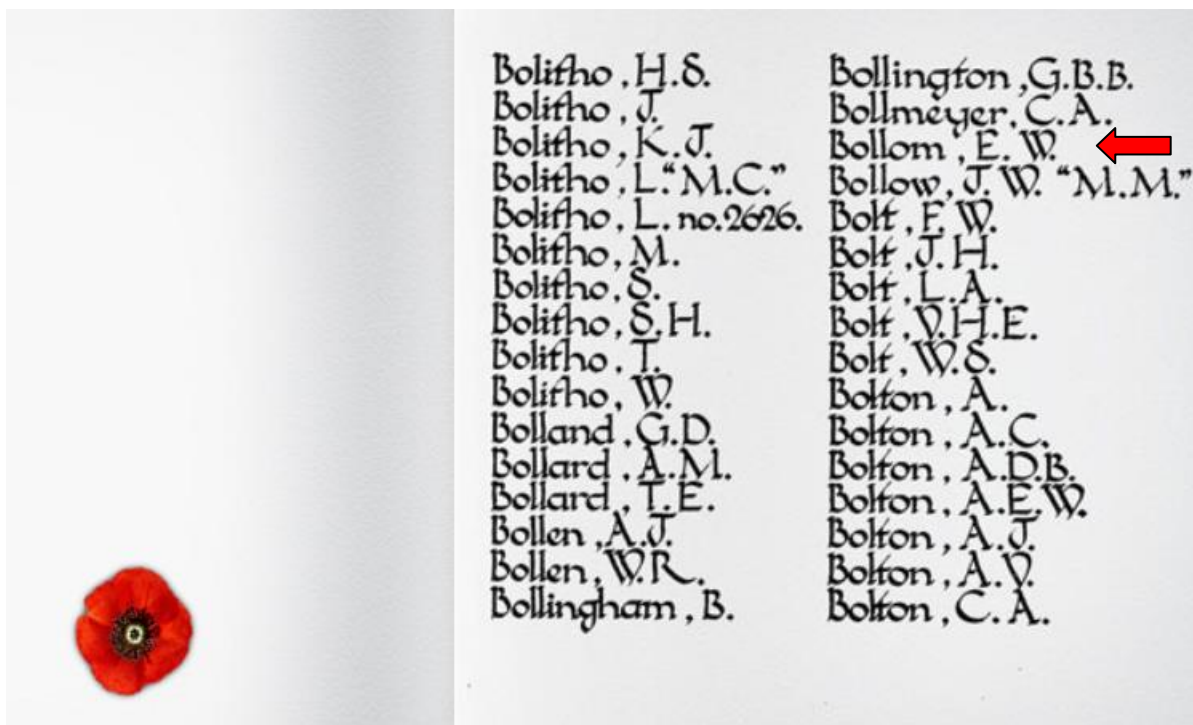 Bolitho, H.S.
Bolitho, J.
Bolitho, K.J.
Bolitho, L. "M.C."
Bolitho, L. no.2626.
Bolitho, M.
Bolitho, S.
Bolitho, S.H.
Bolitho, T.
Bolitho, W.
Bolland, G.D.
Bollard, A.M.
Bollard, T.E.
Bollen, A.J.
Bollen, W.R.
Bollingham, B.
Bollington, G.B.B.
Bollmeyer, C.A.
Bollom, E.W.
Bollow, J.W. "M.M."
Bolt, F.W.
Bolt, J.H.
Bolt, L.A.
Bolt, V.H.E.
Bolt, W.S.
Bolton, A.
Bolton, A.C.
Bolton, A.D.B.
Bolton, A.E.W.
Bolton, A.J.
Bolton, A.V.
Bolton, C.A.